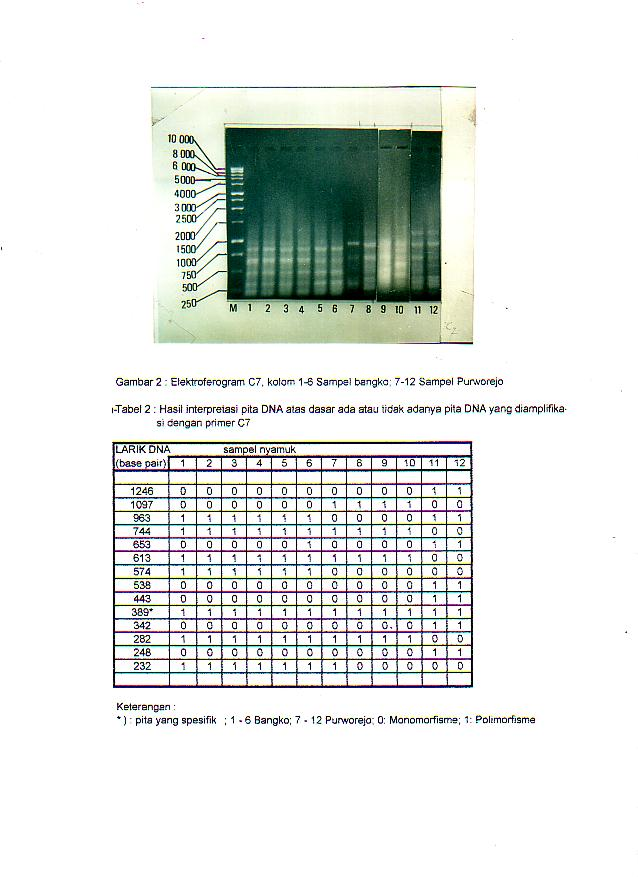 10 000
8 000
6 000
5000
4000
3 000
2500
2000
1500
1000
750
500
250
M 1 2 3 4 5 6 7 8 9 10 11 12
C7
Gambar 2 : Elektroferogram C7, kolom 1-6 Sampel bangko; 7-12 Sampel Purworejo
Tabel 2 : Hasil interpretasi pita DNA atas dasar ada atau tidak adanya pita DNA yang diamplifika-
si dengan primer C7
LARIK DNA sampel nyamuk
(base pair) 1 2 3 4 5 6 7 8 9 10 11 12
1246 0 0 0 0 0 0 0 0 0 0 1 1
1097 0 0 0 0 0 0 1 1 1 1 0 0
963 1 1 1 1 1 1 0 0 0 0 1 1
744 1 1 1 1 1 1 1 1 1 1 0 0
653 0 0 0 0 0 1 0 0 0 0 1 1
613 1 1 1 1 1 1 1 1 1 1 0 0
574 1 1 1 1 1 1 0 0 0 0 0 0
538 0 0 0 0 0 0 0 0 0 0 1 1
443 0 0 0 0 0 0 0 0 0 0 1 1
389* 1 1 1 1 1 1 1 1 1 1 1 1
342 0 0 0 0 0 0 0 0 0 0 1 1
282 1 1 1 1 1 1 1 1 1 1 0 0
248 0 0 0 0 0 0 0 0 0 0 1 1
232 1 1 1 1 1 1 1 0 0 0 0 0
Keterangan :
* ) : pita yang spesifik ; 1 - 6 Bangko; 7 - 12 Purworejo; 0: Monomorfisme; 1: Polimorfisme